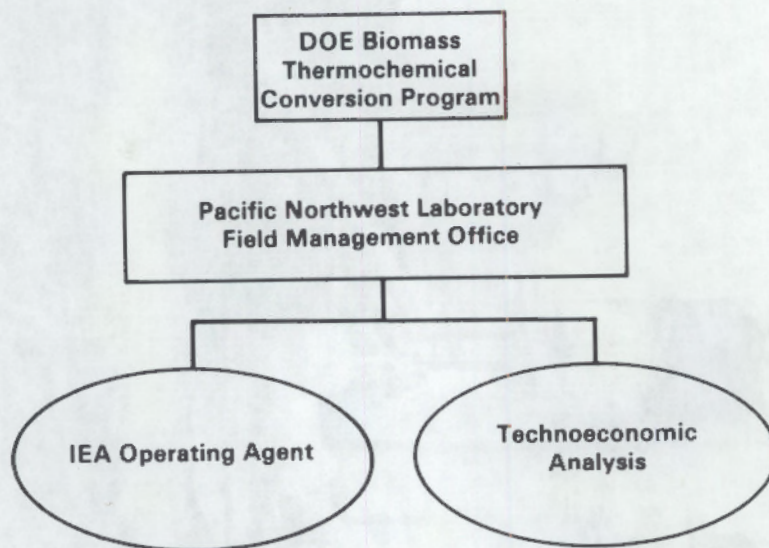 DOE Biomass
Thermochemical
Conversion Program
Pacific Northwest Laboratory
Field Management Office
IEA Operating Agent
Technoeconomic
Analysis